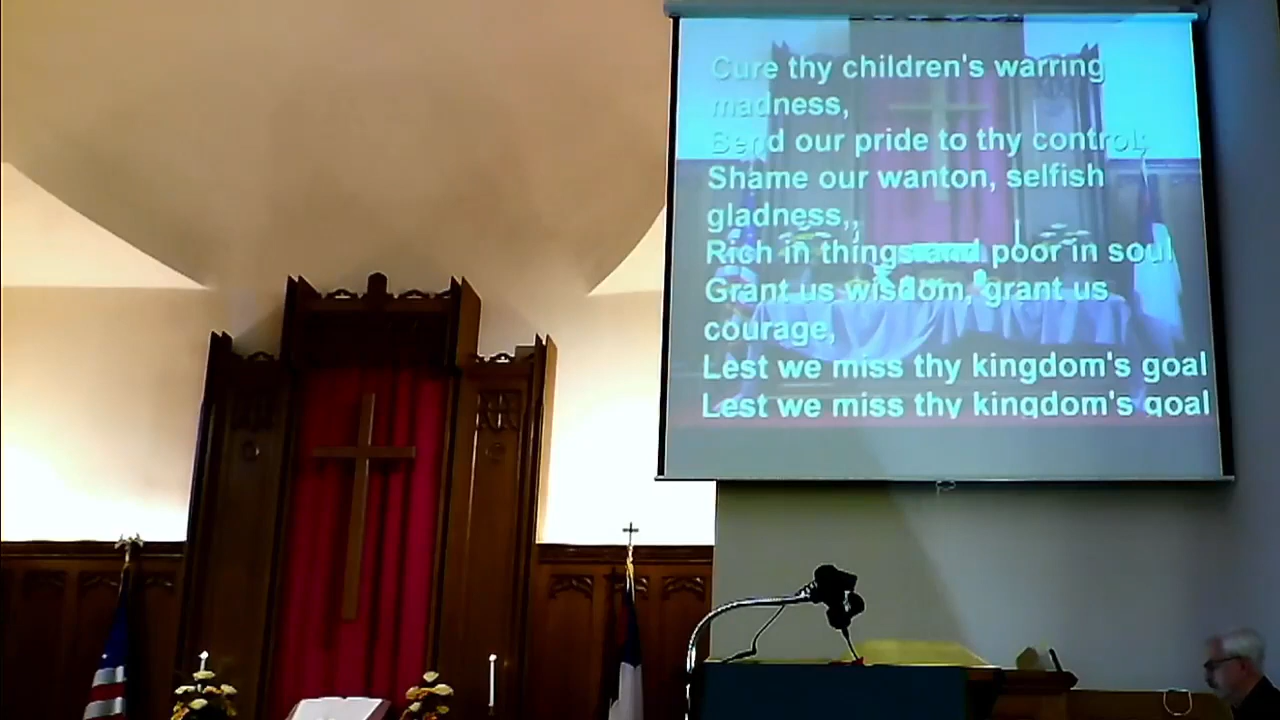 Cure thy children's warring
madness,
Bend our pride to thy control;
Shame our wanton, selfish
gladness,,
Rich in things and poor in soul
Grant us wisdom, grant us
courage,
Lest we miss thy kingdom's goal
Lest we miss thy kingdom's goal